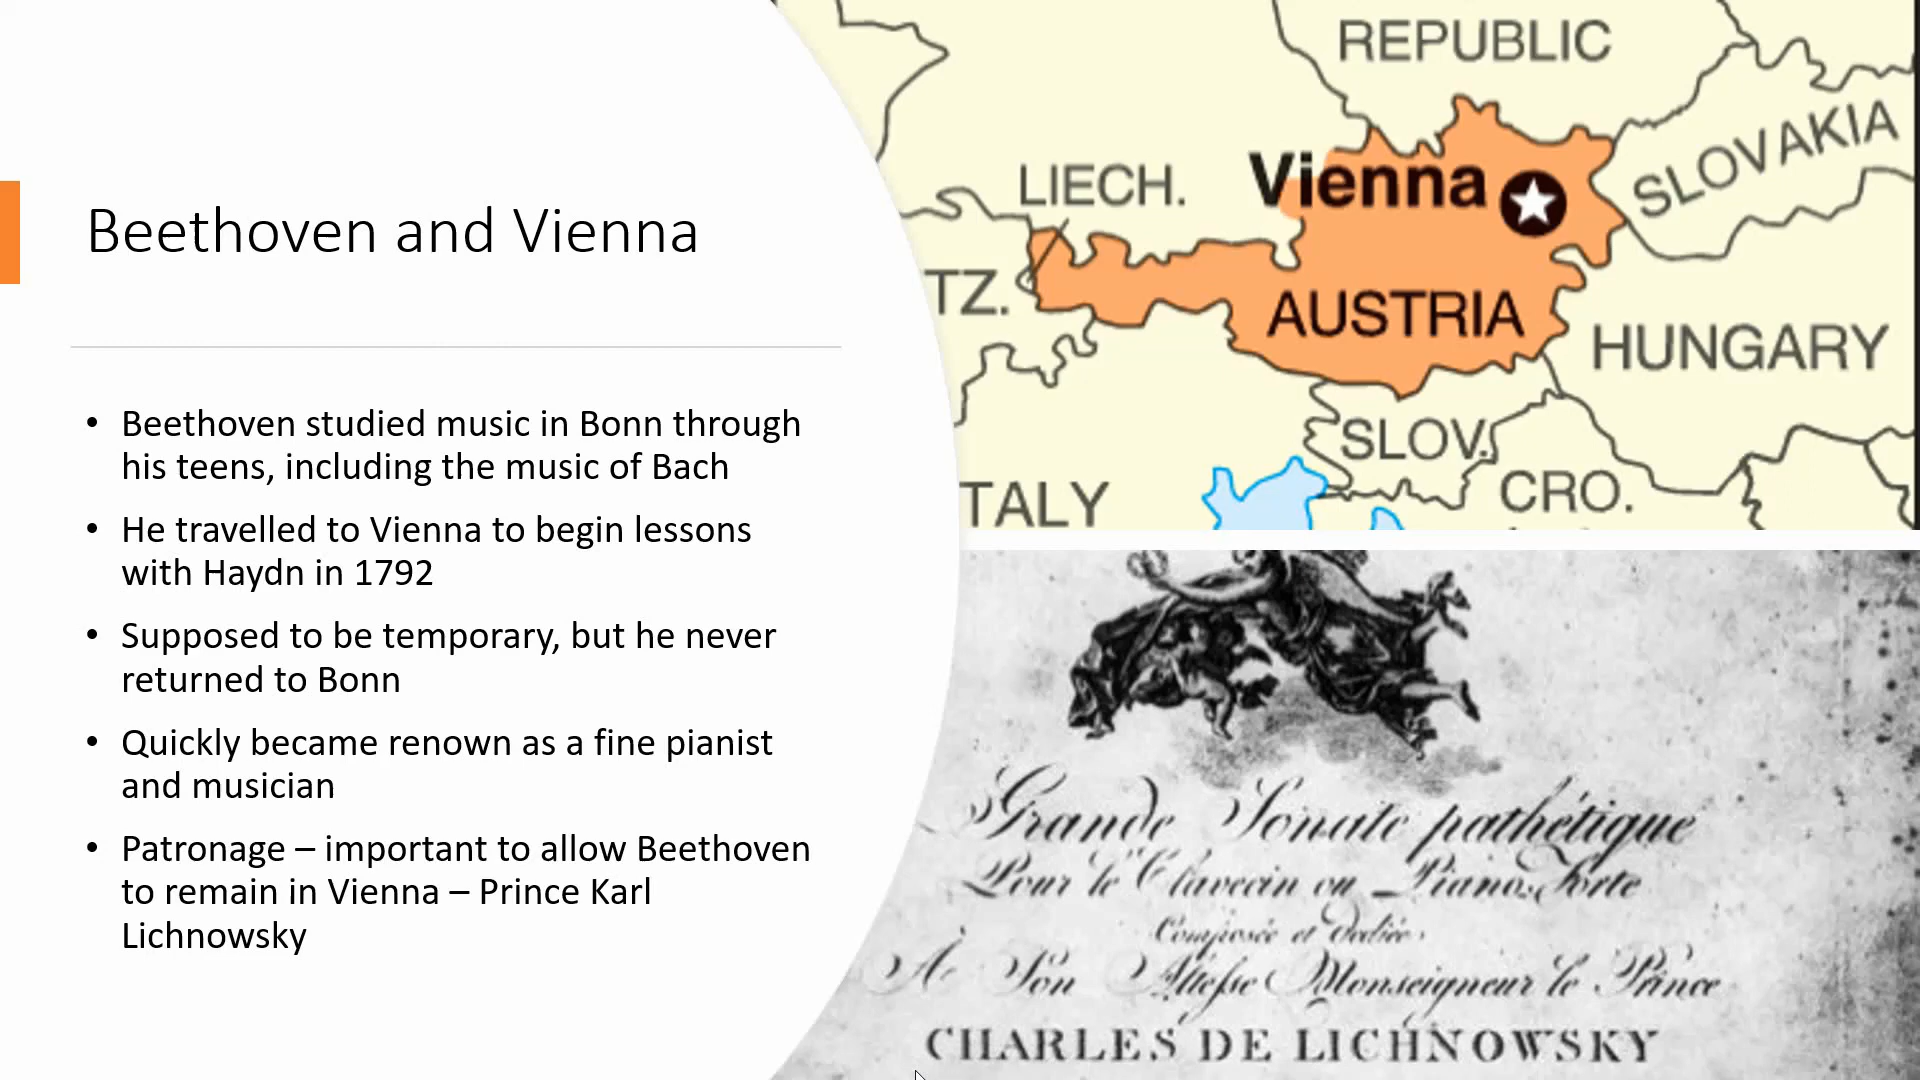 Beethoven and Vienna
• Beethoven studied music in Bonn through
his teens, including the music of Bach
• He travelled to Vienna to begin lessons
with Haydn in 1792
• Supposed to be temporary, but he never
returned to Bonn
• Quickly became renown as a fine pianist
and musician
• Patronage – important to allow Beethoven
to remain in Vienna – Prince Karl
Lichnowsky
REPUBLIC
SLOVAKIA
LIECH.
Vienna
TZ.
AUSTRIA
HUNGARY
SLOV.
CRO.
TALY
Grande Sonate pathétique
Pour le Clavecin ou Piano-Forte
Composée et dediée
A Son Altesse Monseigneur le Prince
CHARLES DE LICHNOWSKY